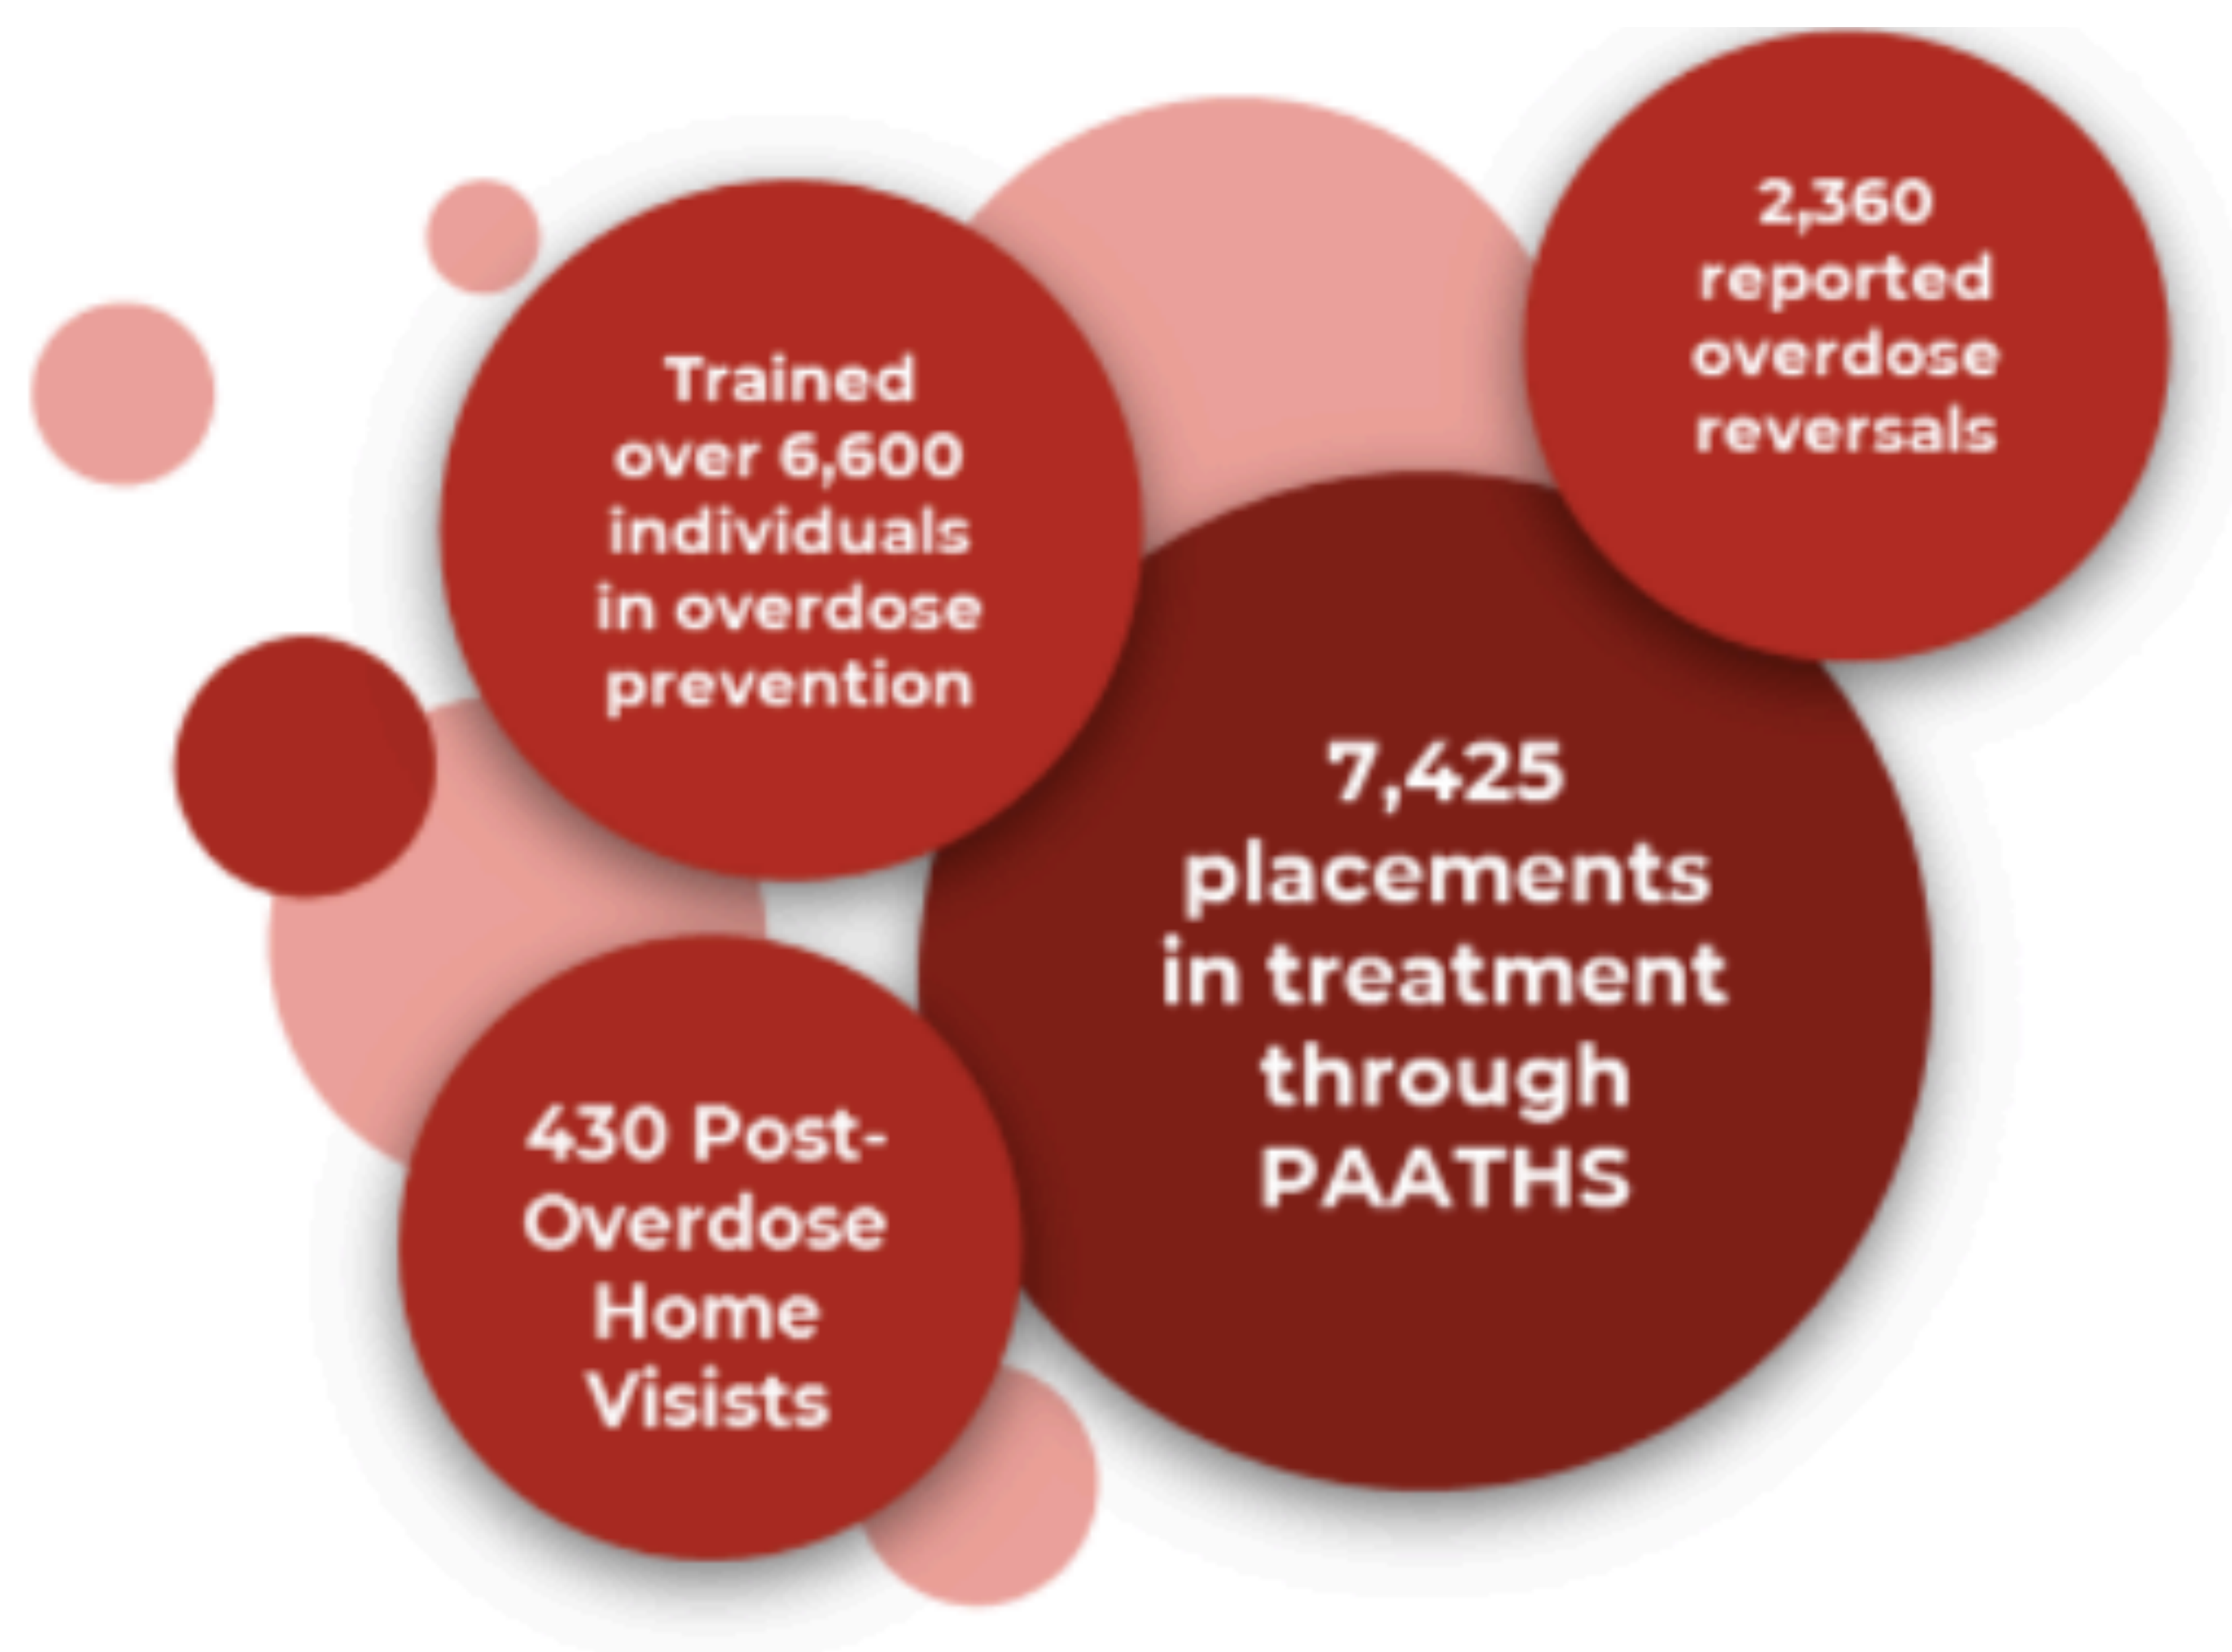 Trained
over 6,600
individuals
in overdose
prevention
2,360
reported
overdose
reversals
7,425
placements
in treatment
through
PAATHS
430 Post-
Overdose
Home
Visists